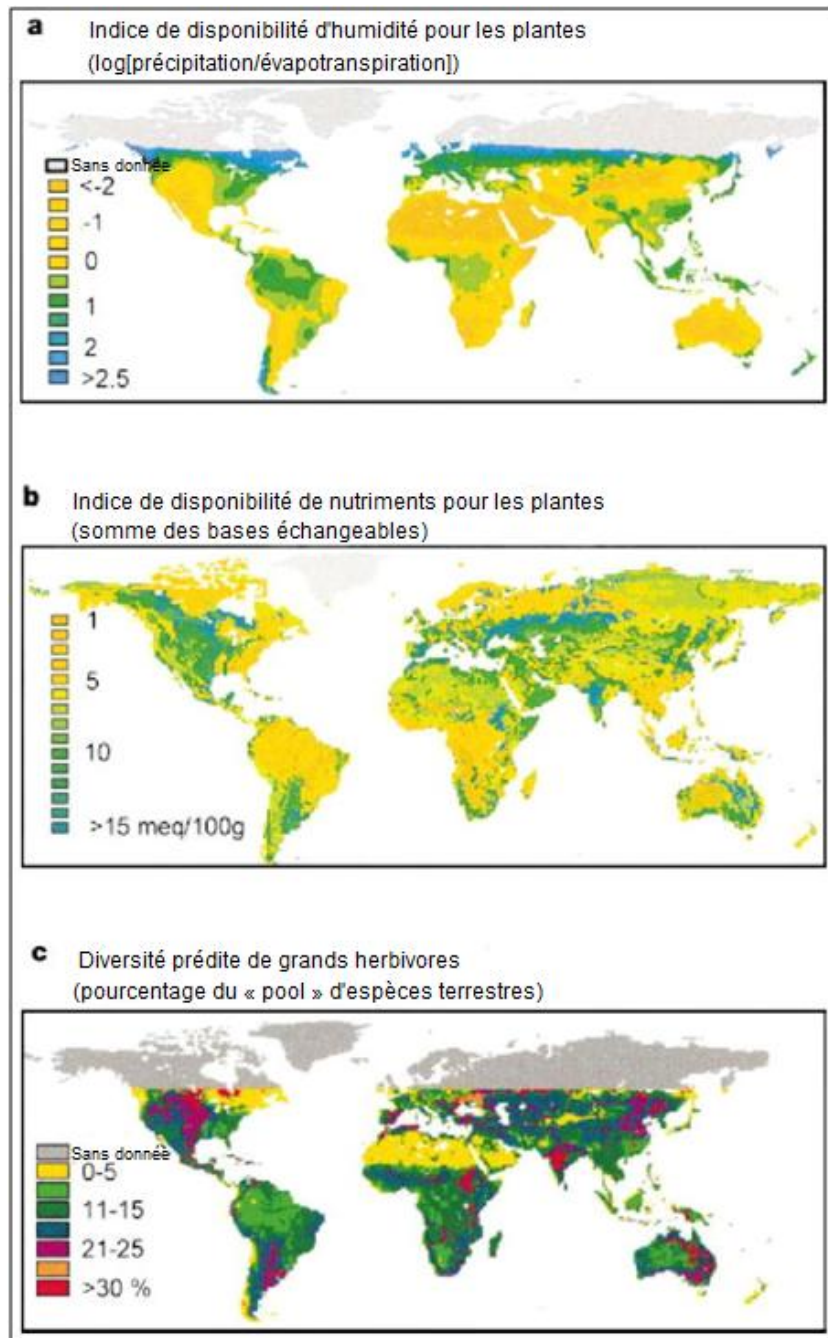 a Indice de disponibilité d'humidité pour les plantes
(log[précipitation/évapotranspiration])
Sans donnée
<-2
-1
0
1
2
>2.5
b Indice de disponibilité de nutriments pour les plantes
(somme des bases échangeables)
1
5
10
>15 meq/100g
c Diversité prédite de grands herbivores
(pourcentage du « pool » d'espèces terrestres)
Sans donnée
0-5
11-15
21-25
>30 %